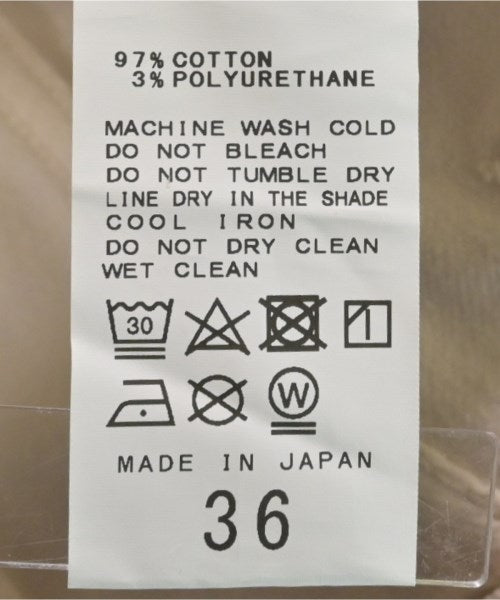 97% COTTON
3% POLYURETHANE
MACHINE WASH COLD
DO NOT BLEACH
DO NOT TUMBLE DRY
LINE DRY IN THE SHADE
COOL IRON
DO NOT DRY CLEAN
WET CLEAN
30
W
MADE IN JAPAN
36